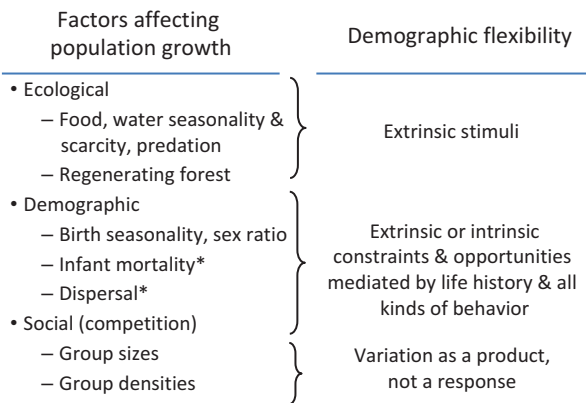 Factors affecting
population growth
Demographic flexibility
• Ecological
– Food, water seasonality &
scarcity, predation
– Regenerating forest
Extrinsic stimuli
• Demographic
– Birth seasonality, sex ratio
– Infant mortality*
– Dispersal*
Extrinsic or intrinsic
constraints & opportunities
mediated by life history & all
kinds of behavior
• Social (competition)
– Group sizes
– Group densities
Variation as a product,
not a response